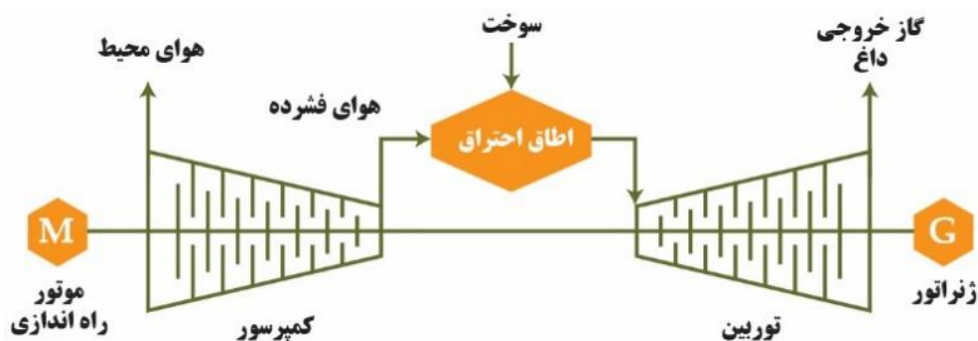 سوخت
گاز خروجی
داغ
هوای محیط
هوای فشرده
اطاق احتراق
M
G
موتور
راه اندازی
ژنراتور
کمپرسور
توربین